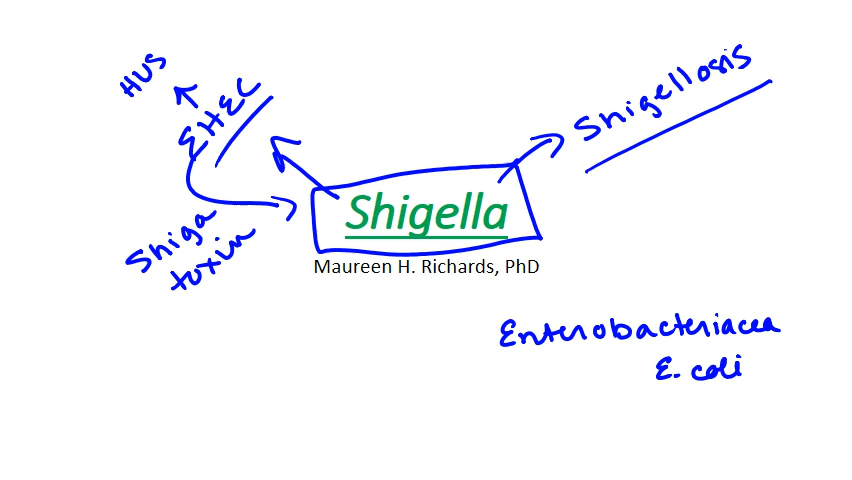 HUS
EHEC
Shigellosis
Shigella
Shiga
toxin
Maureen H. Richards, PhD
Enterobacteriacea
E. coli